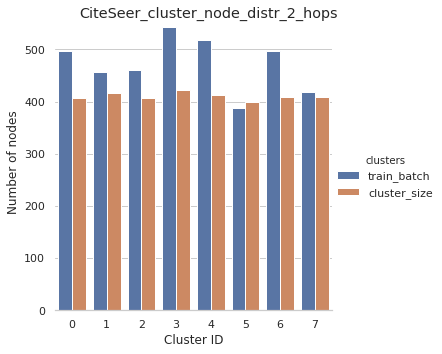 CiteSeer_cluster_node_distr_2_hops
500
400
300
200
100
0
Number of nodes
0 1 2 3 4 5 6 7
Cluster ID
clusters
train_batch
cluster_size